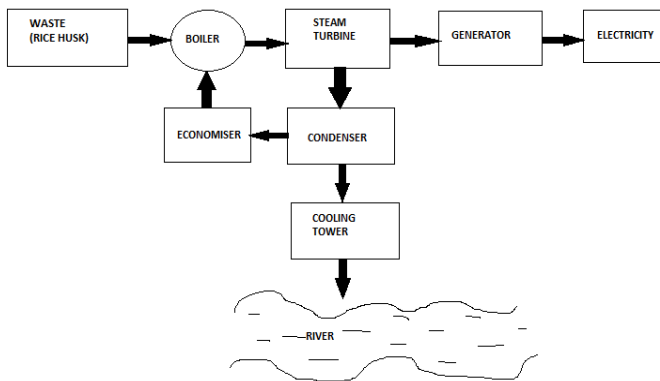 WASTE
(RICE HUSK)
BOILER
STEAM
TURBINE
GENERATOR
ELECTRICITY
ECONOMISER
CONDENSER
COOLING
TOWER
RIVER